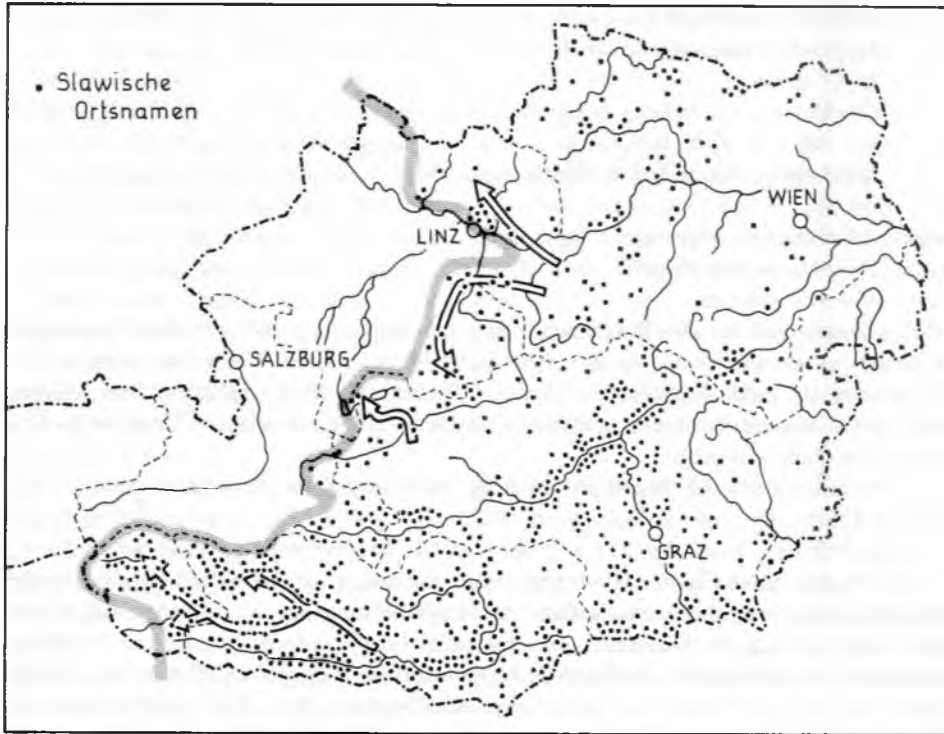 Slawische
Ortsnamen
WIEN
LINZ
SALZBURG
GRAZ